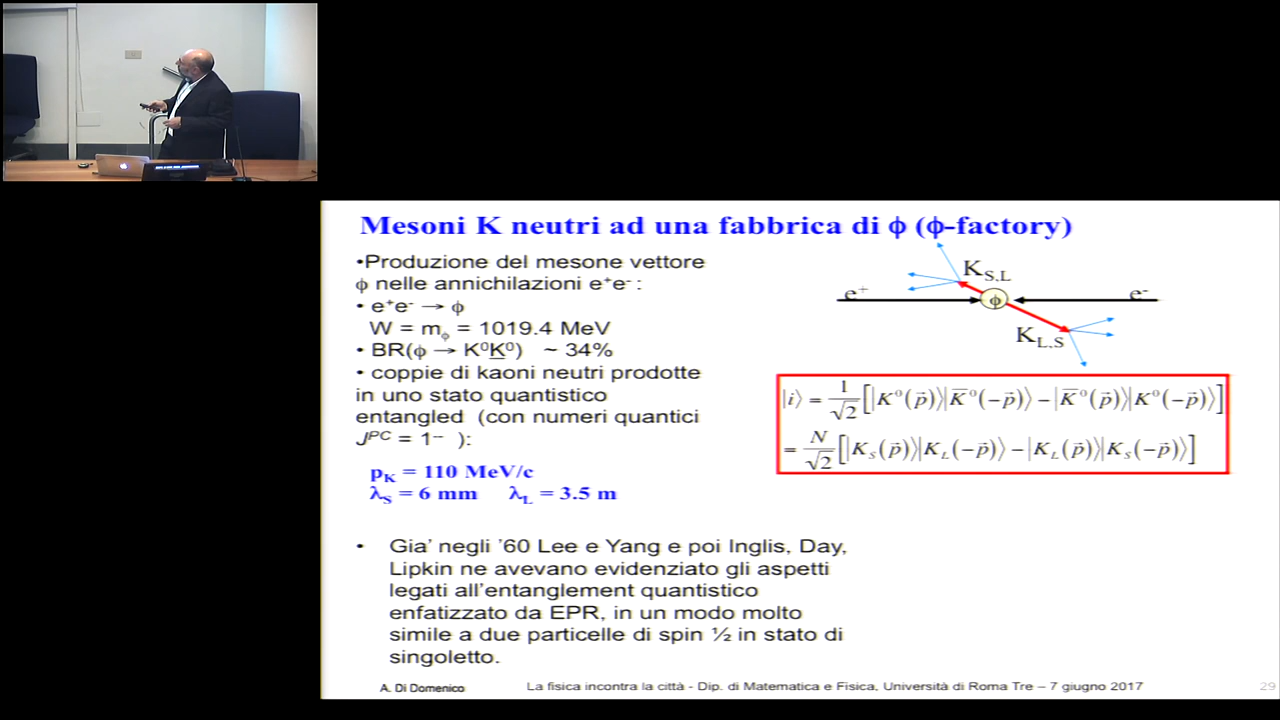 Mesoni K neutri ad una fabbrica di ϕ (ϕ-factory)
•Produzione del mesone vettore
ϕ nelle annichilazioni e⁺e⁻ :
• e⁺e⁻ → ϕ
W = m_ϕ = 1019.4 MeV
• BR(ϕ → K⁰K̲⁰) ~ 34%
• coppie di kaoni neutri prodotte
in uno stato quantistico
entangled (con numeri quantici
J^PC = 1⁻⁻ ):
p_K = 110 MeV/c
λ_S = 6 mm λ_L = 3.5 m
K_S,L
e⁺ ϕ e⁻
K_L,S
|i⟩ = 1/√2 [|K⁰(p⃗)⟩|K̅⁰(−p⃗)⟩ − |K̅⁰(p⃗)⟩|K⁰(−p⃗)⟩]
= N/√2 [|K_S(p⃗)⟩|K_L(−p⃗)⟩ − |K_L(p⃗)⟩|K_S(−p⃗)⟩]
• Gia' negli '60 Lee e Yang e poi Inglis, Day,
Lipkin ne avevano evidenziato gli aspetti
legati all'entanglement quantistico
enfatizzato da EPR, in un modo molto
simile a due particelle di spin ½ in stato di
singoletto.
A. Di Domenico La fisica incontra la città - Dip. di Matematica e Fisica, Università di Roma Tre – 7 giugno 2017 29